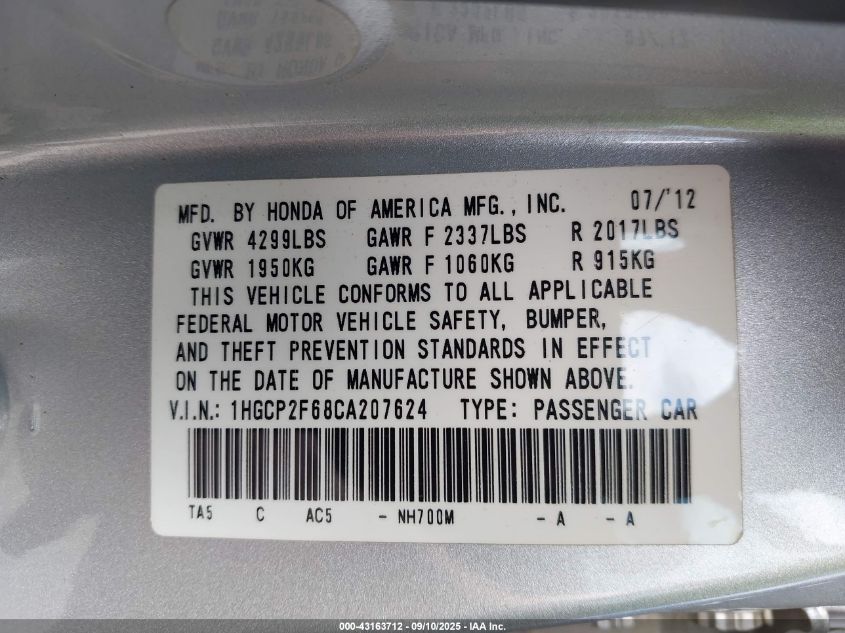 MFD. BY HONDA OF AMERICA MFG., INC. 07/'12
GVWR 4299LBS GAWR F 2337LBS R 2017LBS
GVWR 1950KG GAWR F 1060KG R 915KG
THIS VEHICLE CONFORMS TO ALL APPLICABLE
FEDERAL MOTOR VEHICLE SAFETY, BUMPER,
AND THEFT PREVENTION STANDARDS IN EFFECT
ON THE DATE OF MANUFACTURE SHOWN ABOVE.
V.I.N.: 1HGCP2F68CA207624 TYPE: PASSENGER CAR
TA5 C AC5 - NH700M - A - A
000-43163712 - 09/10/2025 - IAA Inc.